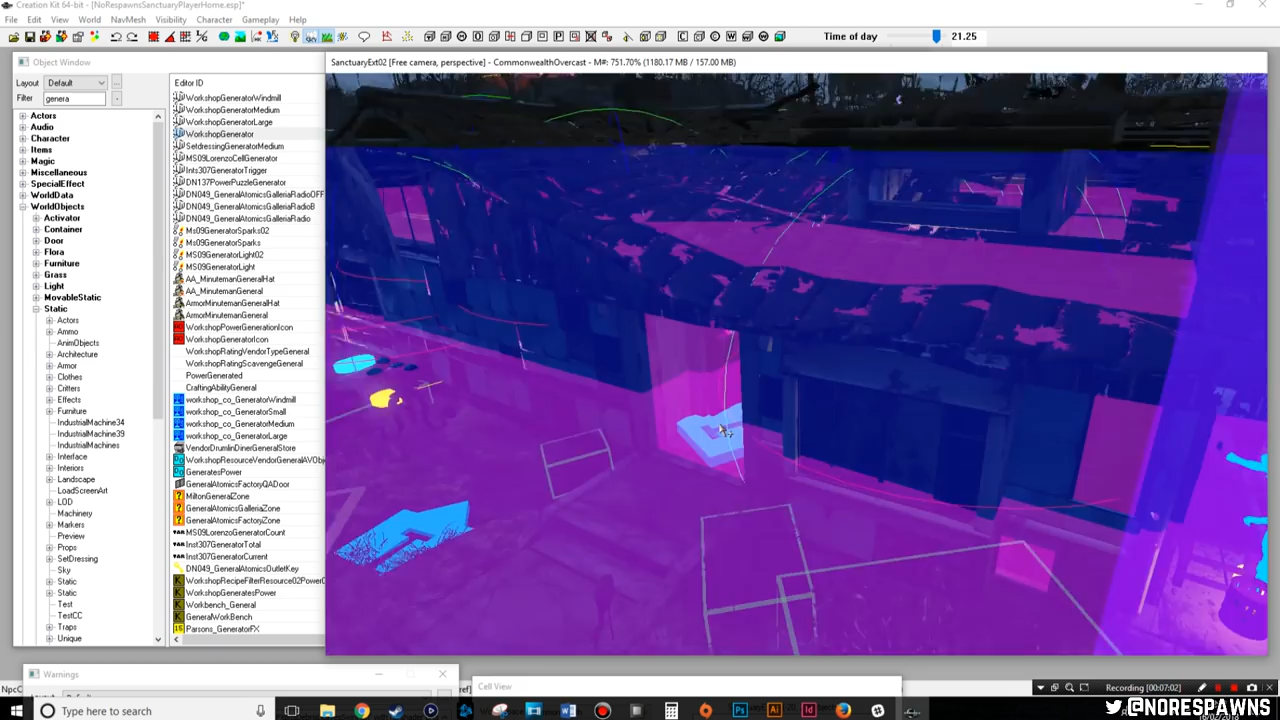 Creation Kit 64-bit - [NoRespawnsSanctuaryPlayerHome.esp]*
File Edit View World NavMesh Visibility Character Gameplay Help
Time of day 21.25
Object Window
Layout Default ...
Filter genera
Actors
Audio
Character
Items
Magic
Miscellaneous
SpecialEffect
WorldData
WorldObjects
Activator
Container
Door
Flora
Furniture
Grass
Light
MovableStatic
Static
Actors
Ammo
AnimObjects
Architecture
Armor
Clothes
Critters
Effects
Furniture
IndustrialMachine34
IndustrialMachine39
IndustrialMachines
Interface
Interiors
Landscape
LoadScreenArt
LOD
Machinery
Markers
Preview
Props
SetDressing
Sky
Static
Static
Test
TestCC
Traps
Unique
Editor ID
WorkshopGeneratorWindmill
WorkshopGeneratorMedium
WorkshopGeneratorLarge
WorkshopGenerator
SetdressingGeneratorMedium
MS09LorenzoCellGenerator
Ints307GeneratorTrigger
DN137PowerPuzzleGenerator
DN049_GeneralAtomicsGalleriaRadioOFF
DN049_GeneralAtomicsGalleriaRadioB
DN049_GeneralAtomicsGalleriaRadio
Ms09GeneratorSparks02
Ms09GeneratorSparks
MS09GeneratorLight02
MS09GeneratorLight
AA_MinutemanGeneralHat
AA_MinutemanGeneral
ArmorMinutemanGeneralHat
ArmorMinutemanGeneral
WorkshopPowerGenerationIcon
WorkshopGeneratorIcon
WorkshopRatingVendorTypeGeneral
WorkshopRatingScavengeGeneral
PowerGenerated
CraftingAbilityGeneral
workshop_co_GeneratorWindmill
workshop_co_GeneratorSmall
workshop_co_GeneratorMedium
workshop_co_GeneratorLarge
VendorDrumlinDinerGeneralStore
WorkshopResourceVendorGeneralAVObje
GeneratesPower
GeneralAtomicsFactoryQADoor
MiltonGeneralZone
GeneralAtomicsGalleriaZone
GeneralAtomicsFactoryZone
MS09LorenzoGeneratorCount
Inst307GeneratorTotal
Inst307GeneratorCurrent
DN049_GeneralAtomicsOutletKey
WorkshopRecipeFilterResource02PowerG
WorkshopGeneratesPower
Workbench_General
GeneralWorkBench
Parsons_GeneratorFX
SanctuaryExt02 [Free camera, perspective] - CommonwealthOvercast - M#: 751.70% (1180.17 MB / 157.00 MB)
Warnings
Cell View
Recording [00:07:02]
Type here to search
@NORESPAWNS